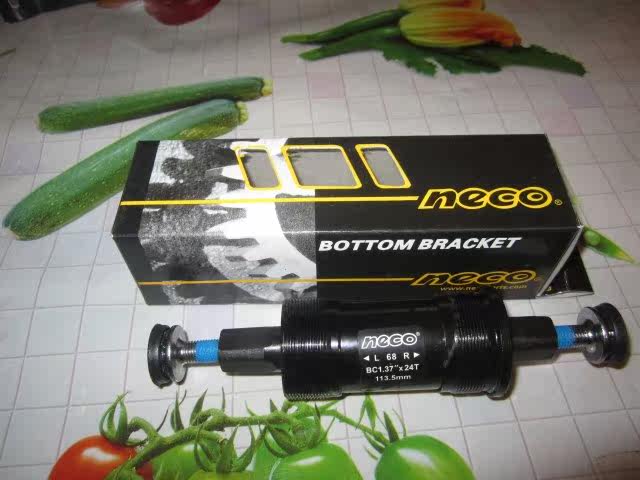 neco®
BOTTOM BRACKET
neco
neco
◄ L 68 R ►
BC1.37"x24T
113.5mm